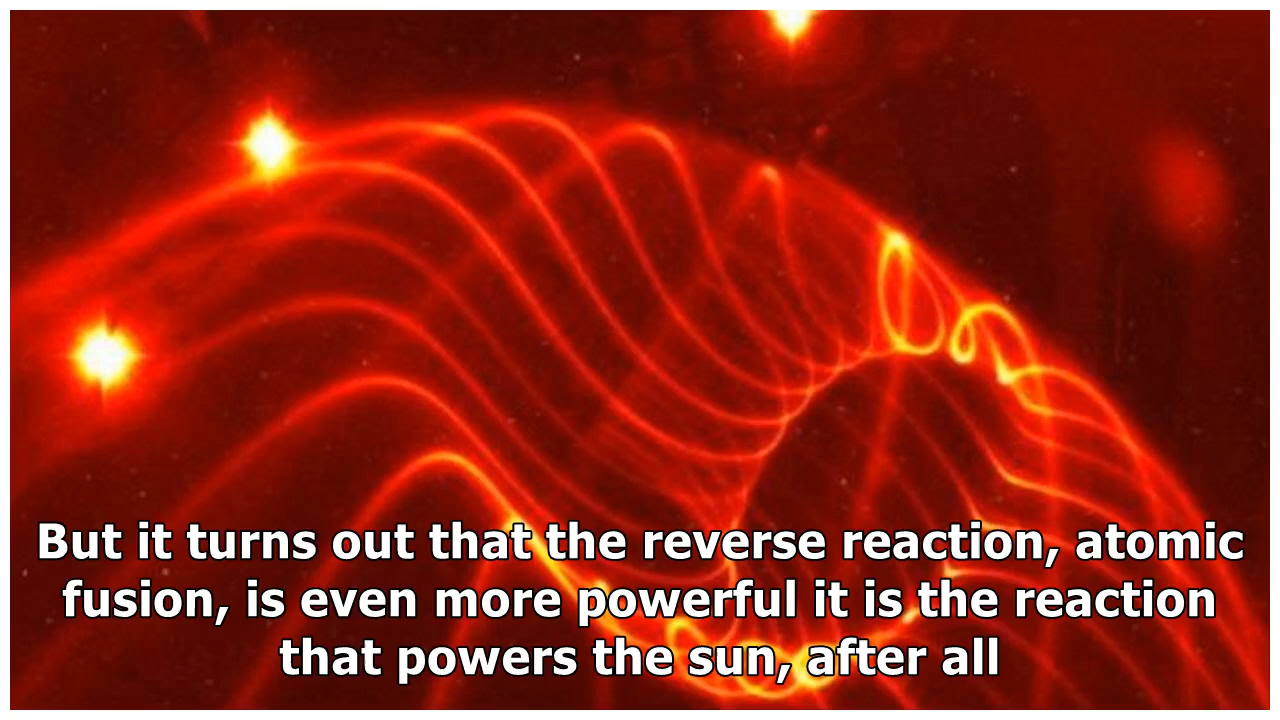 But it turns out that the reverse reaction, atomic
fusion, is even more powerful it is the reaction
that powers the sun, after all